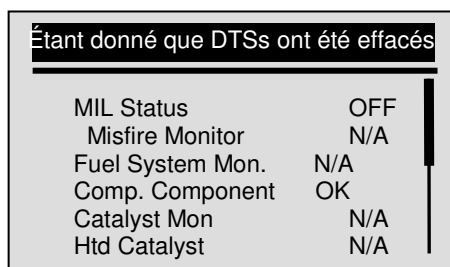 Étant donné que DTSs ont été effacés
MIL Status OFF
Misfire Monitor N/A
Fuel System Mon. N/A
Comp. Component OK
Catalyst Mon N/A
Htd Catalyst N/A